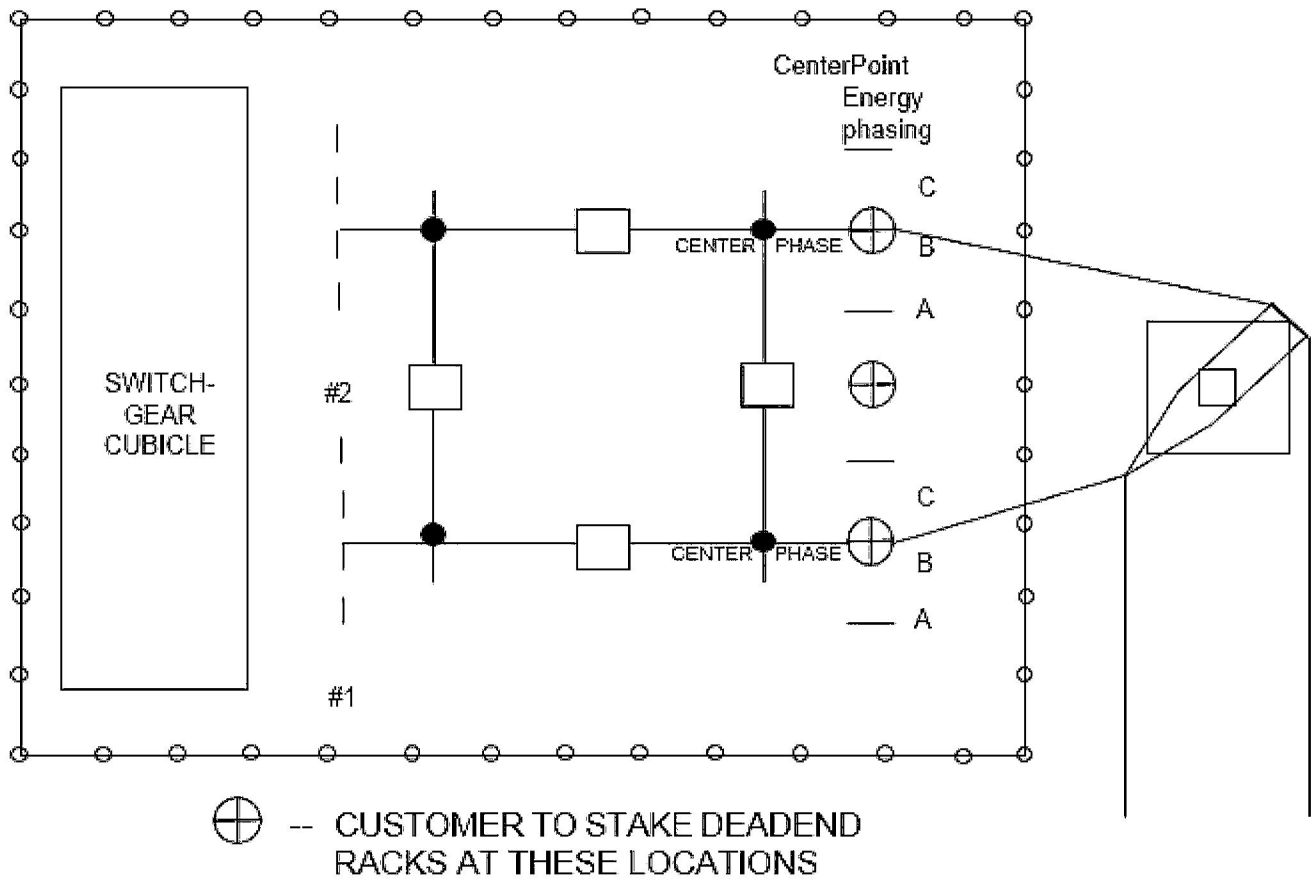 CenterPoint
Energy
phasing
C
CENTER PHASE
B
A
SWITCH-
GEAR
CUBICLE
#2
C
CENTER PHASE
B
A
#1
-- CUSTOMER TO STAKE DEADEND
RACKS AT THESE LOCATIONS